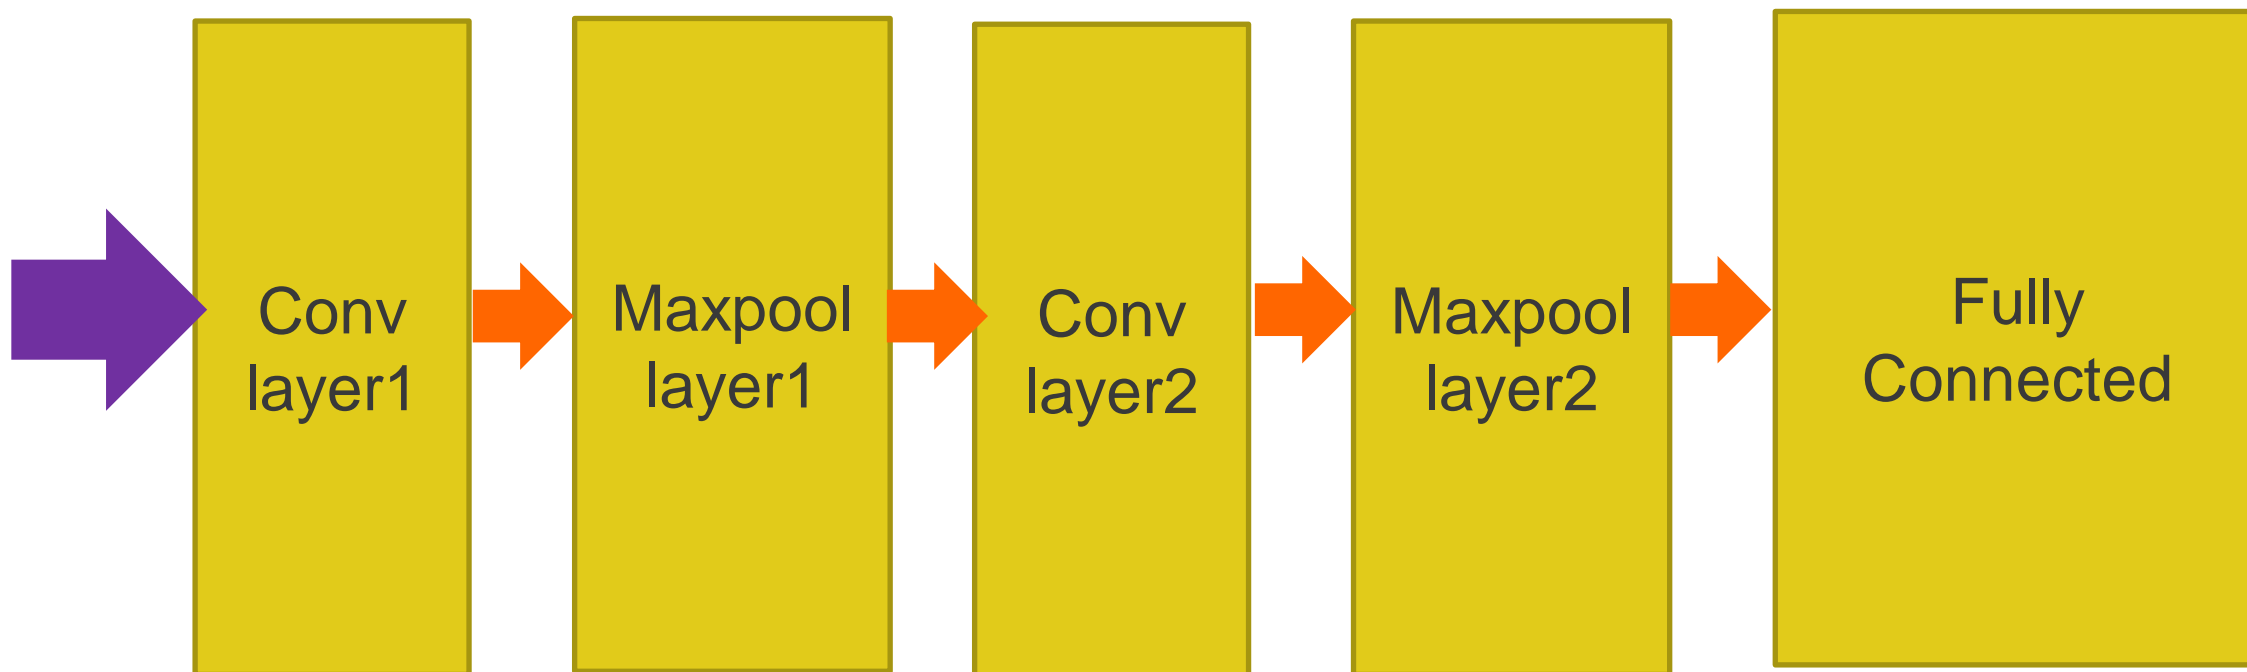 Conv
layer1
Maxpool
layer1
Conv
layer2
Maxpool
layer2
Fully
Connected